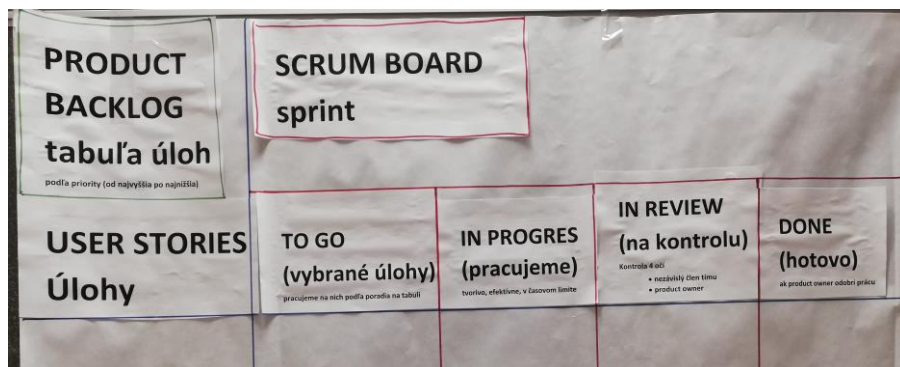 PRODUCT
BACKLOG
tabuľa úloh
podľa priority (od najvyššia po najnižšia)
SCRUM BOARD
sprint
USER STORIES
Úlohy
TO GO
(vybrané úlohy)
pracujeme na nich podľa poradia na tabuli
IN PROGRES
(pracujeme)
tvorivo, efektívne, v časovom limite
IN REVIEW
(na kontrolu)
Kontrola 4 očí
• nezávislý člen tímu
• product owner
DONE
(hotovo)
ak product owner odobrí prácu